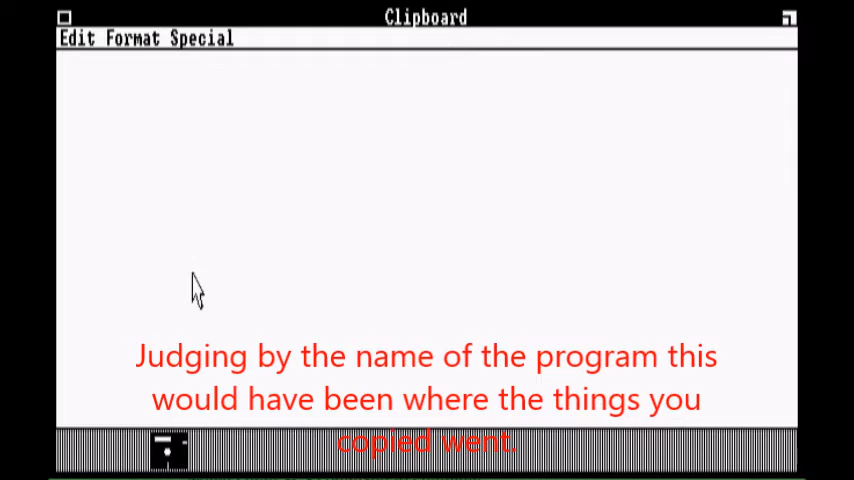 Clipboard
Edit Format Special
Judging by the name of the program this
would have been where the things you
copied went.